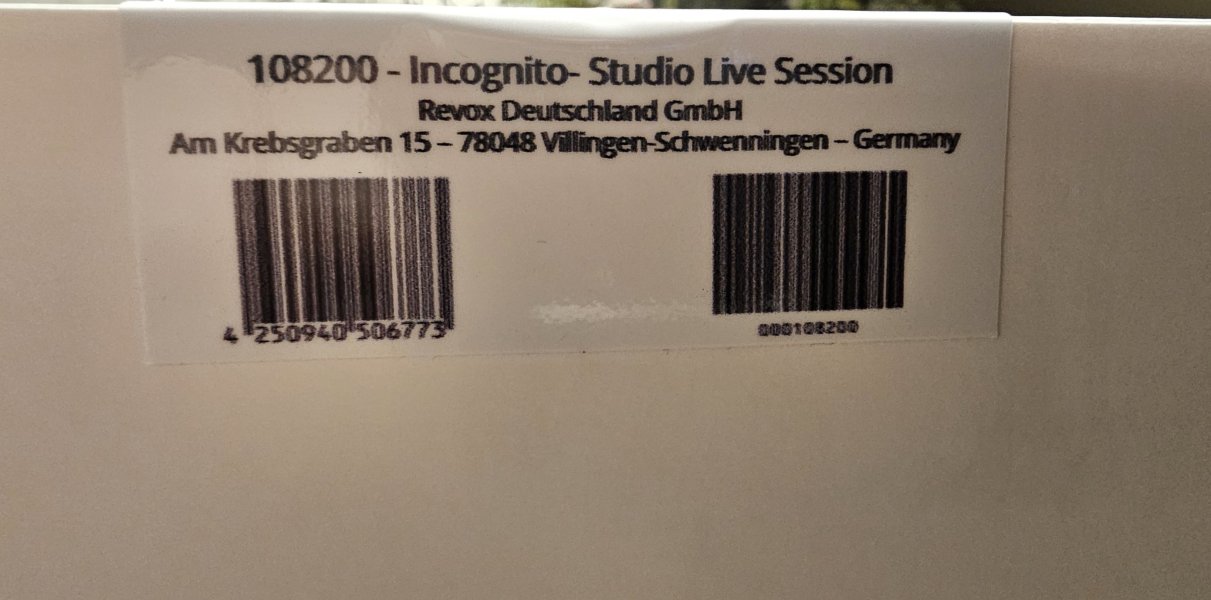 108200 - Incognito- Studio Live Session
Revox Deutschland GmbH
Am Krebsgraben 15 – 78048 Villingen-Schwenningen – Germany
4 250940 506773
000108200